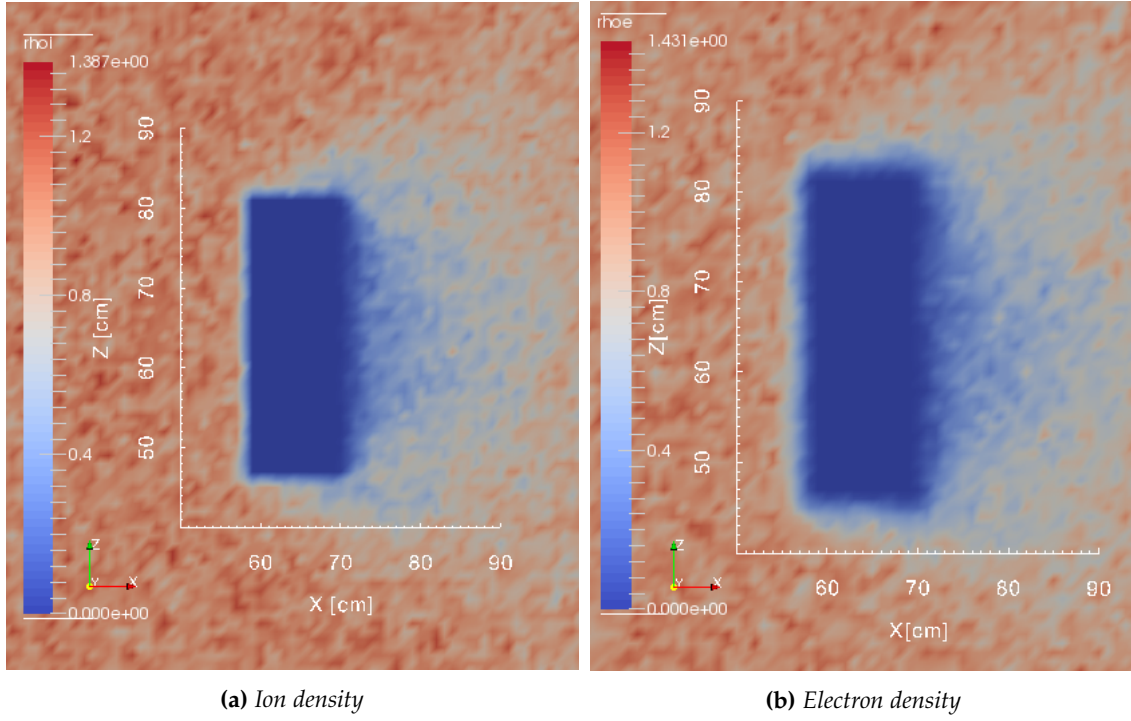 rhoi
1.387e+00
1.2
0.8
0.4
0.000e+00
Z [cm]
90
80
70
60
50
60
70
80
90
X [cm]
Z
Y
X
(a) Ion density
rhoe
1.431e+00
1.2
0.8
0.4
0.000e+00
Z[cm]
90
80
70
60
50
60
70
80
90
X[cm]
Z
Y
X
(b) Electron density